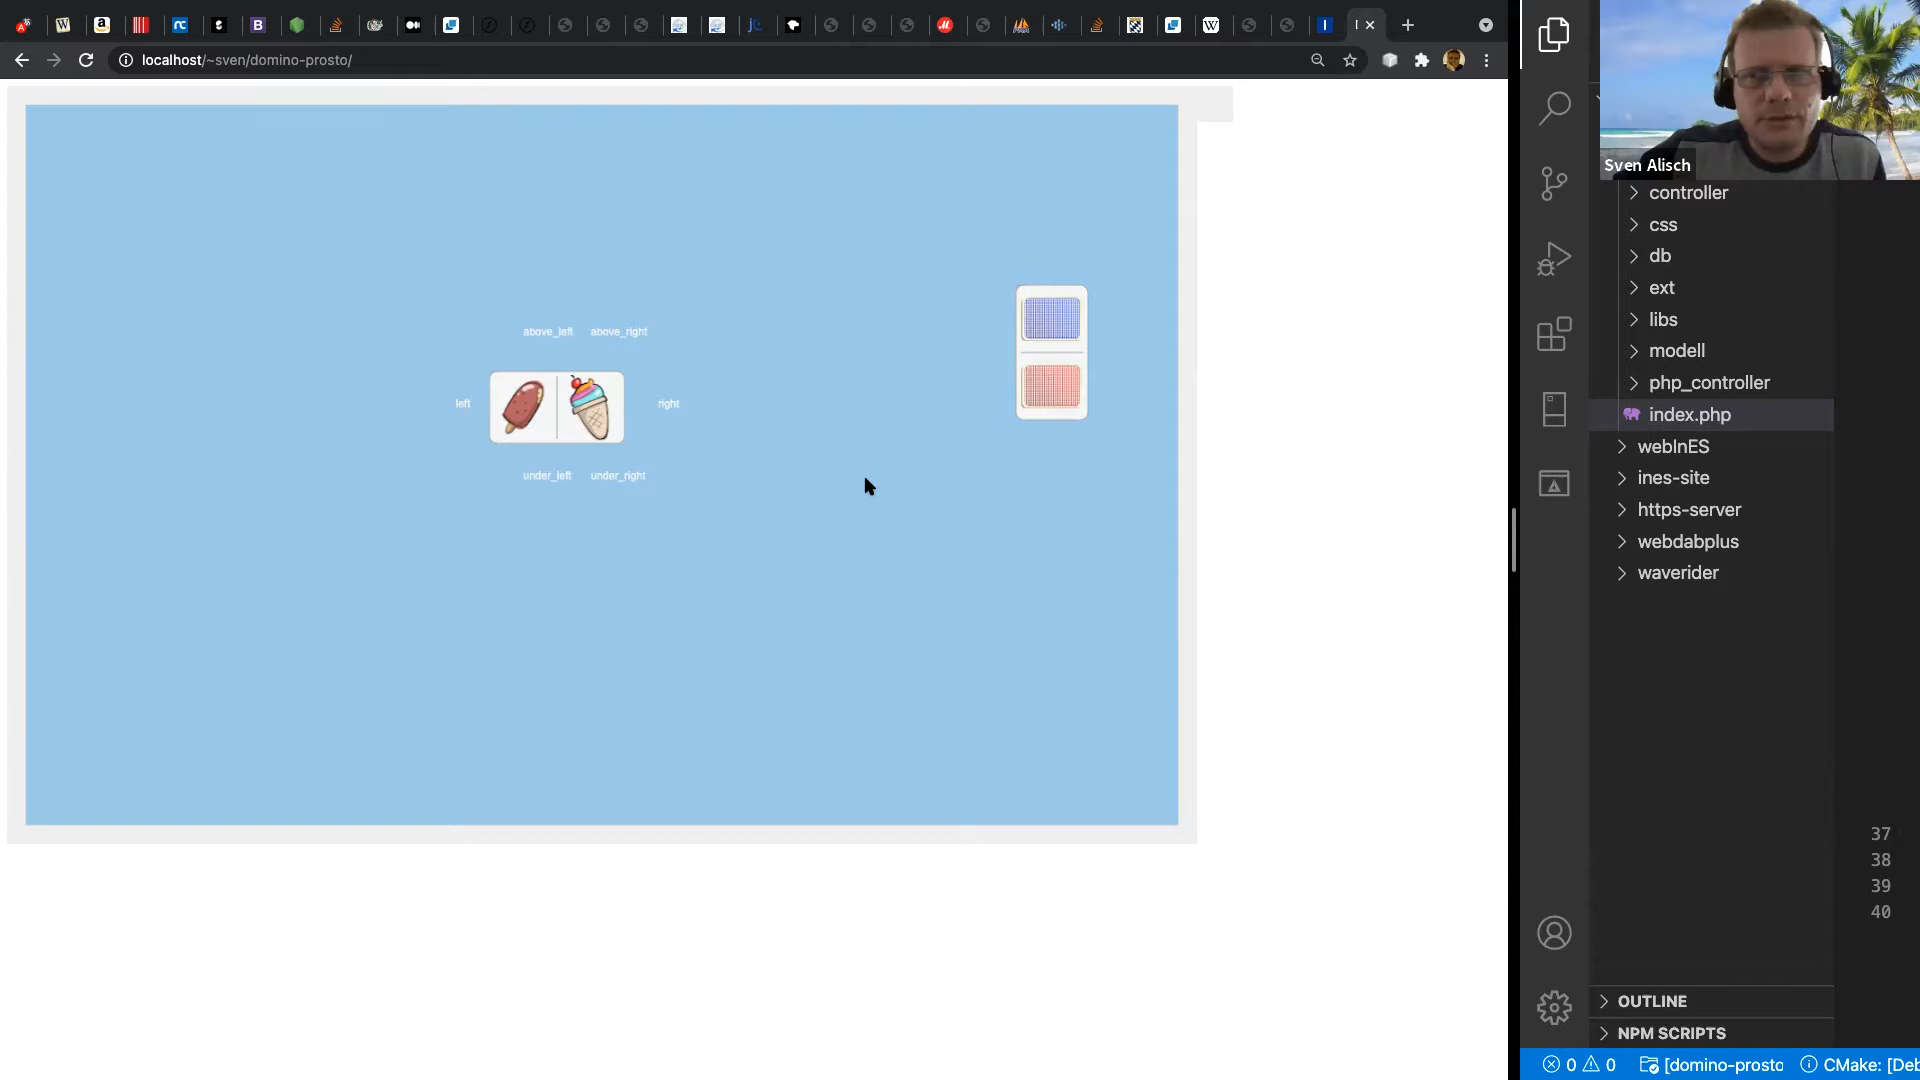 localhost/~sven/domino-prosto/
above_left above_right
left
right
under_left under_right
Sven Alisch
controller
css
db
ext
libs
modell
php_controller
index.php
webInES
ines-site
https-server
webdabplus
waverider
37
38
39
40
OUTLINE
NPM SCRIPTS
0 0 [domino-prosto CMake: [Deb